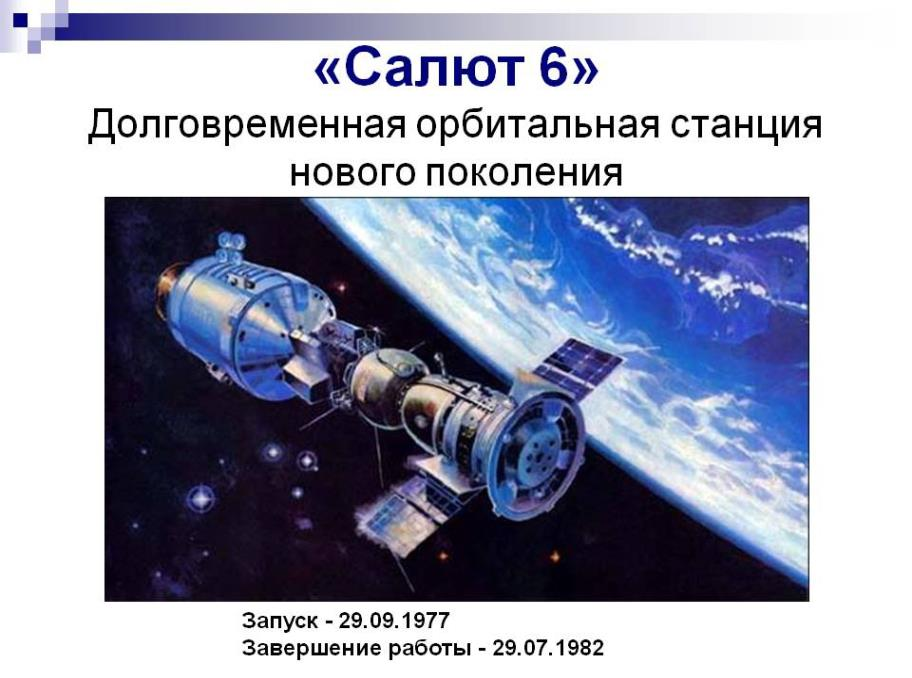 «Салют 6»
Долговременная орбитальная станция
нового поколения
Запуск - 29.09.1977
Завершение работы - 29.07.1982